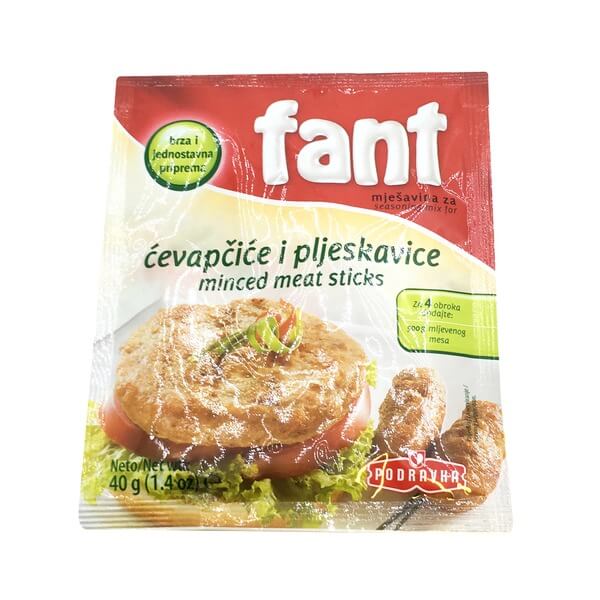 brza i
jednostavna
priprema
fant
mješavina za
seasoning mix for
ćevapčiće i pljeskavice
minced meat sticks
za 4 obroka
dodajte:
500g mljevenog
mesa
Neto/Net wt.
40 g (1.4 oz) e
PODRAVKA